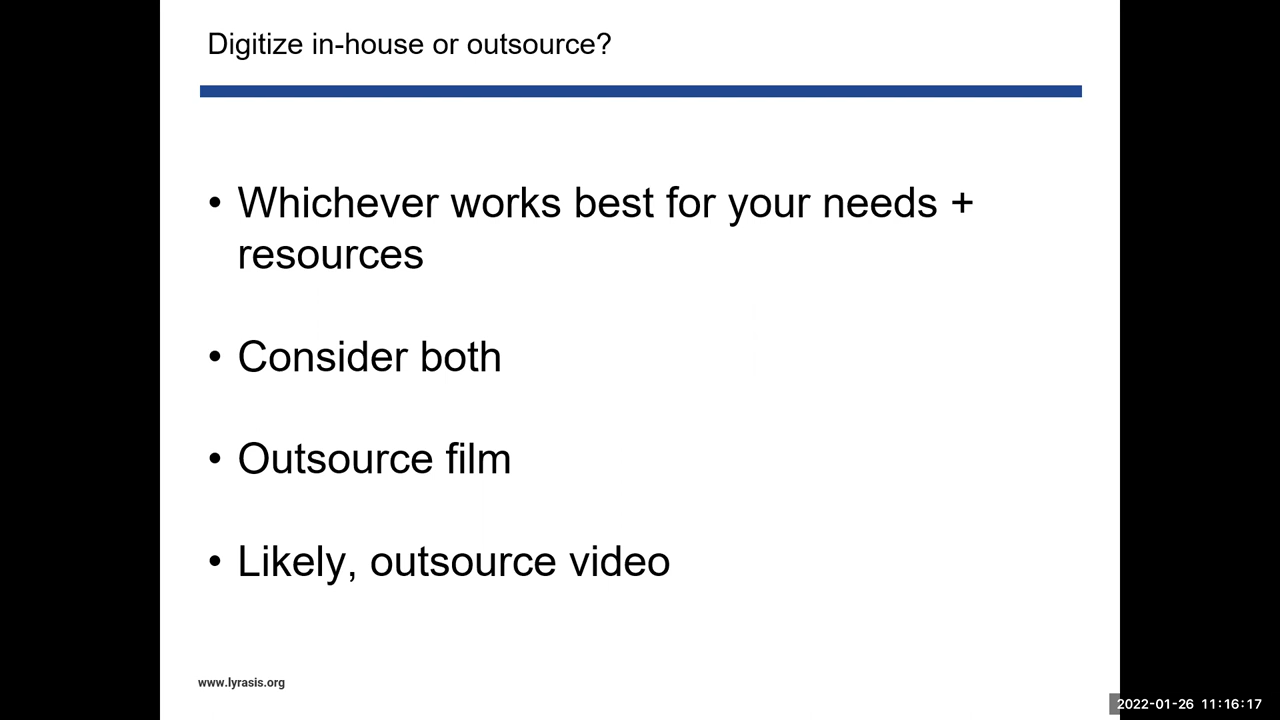 Digitize in-house or outsource?
• Whichever works best for your needs +
resources
• Consider both
• Outsource film
• Likely, outsource video
www.lyrasis.org
2022-01-26 11:16:17